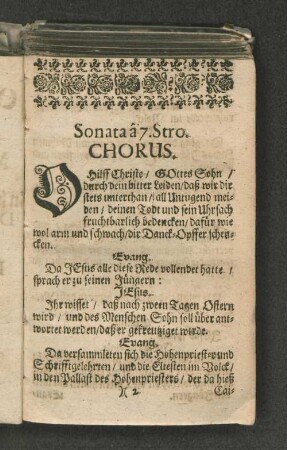 Sonata â 7. Stro.
CHORUS.
O Hilff Christe / GOttes Sohn /
durch dein bitter Leiden / daß wir dir
stets unterthan / all Untugend mei-
den / deinen Todt und sein Uhrsach
fruchtbarlich bedencken / dafür wie
wol arm und schwach / dir Danck-Opffer schen-
cken.
Evang.
Da JEsus alle diese Rede vollendet hatte /
sprach er zu seinen Jüngern:
JEsus.
Ihr wisset / daß nach zween Tagen Ostern
wird / und des Menschen Sohn soll überant-
wortet werden / daß er gekreutziget würde.
Evang.
Da versammleten sich die Hohenpriester und
Schrifftgelehrten / und die Eltesten im Volck /
in den Pallast des Hohenpriesters / der da hieß
)( 2 Cai-